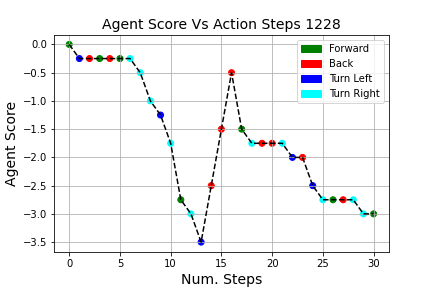 Agent Score Vs Action Steps 1228
0.0
−0.5
−1.0
−1.5
−2.0
−2.5
−3.0
−3.5
Agent Score
Forward
Back
Turn Left
Turn Right
0 5 10 15 20 25 30
Num. Steps